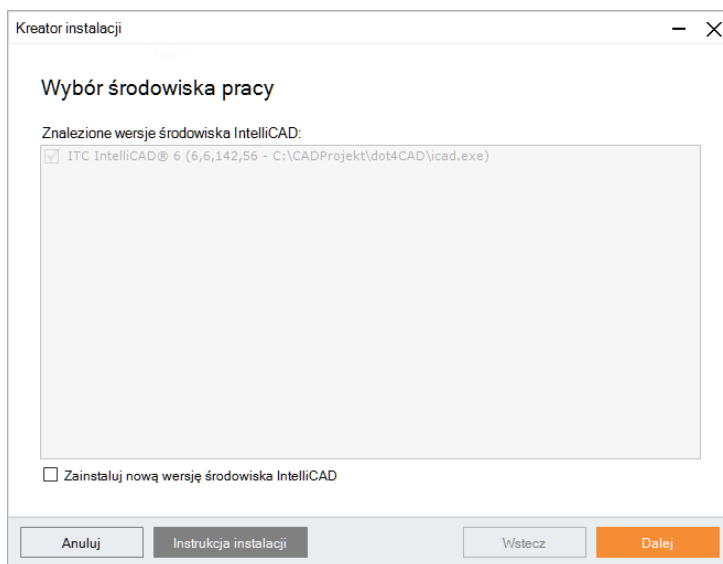 Kreator instalacji
Wybór środowiska pracy
Znalezione wersje środowiska IntelliCAD:
ITC IntelliCAD® 6 (6,6,142,56 - C:\CADProjekt\dot4CAD\icad.exe)
Zainstaluj nową wersję środowiska IntelliCAD
Anuluj Instrukcja instalacji Wstecz Dalej